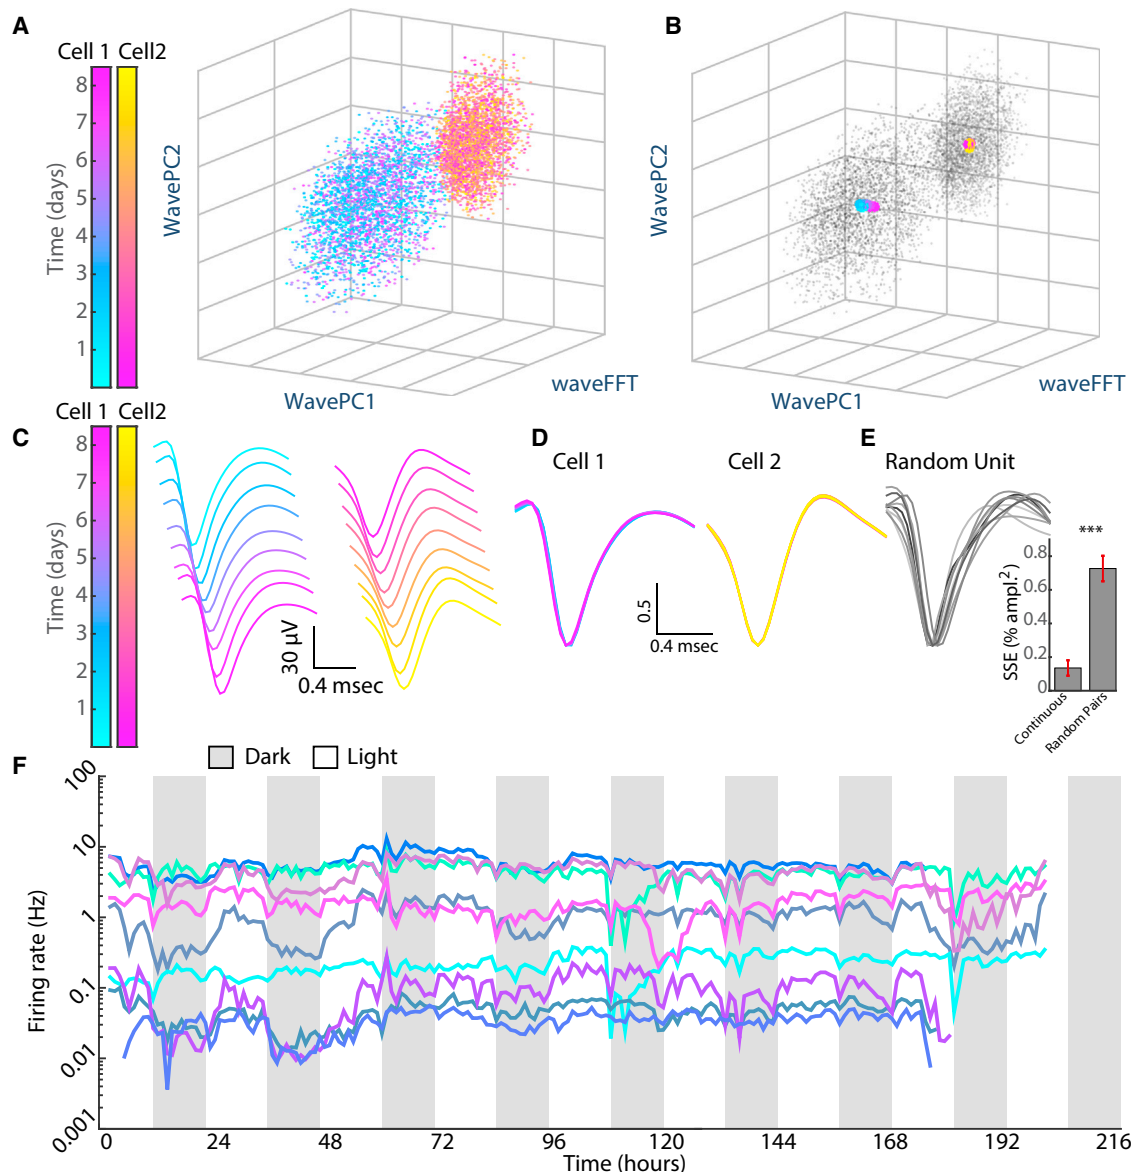 A
B
Cell 1 Cell2
8
7
6
5
4
3
2
1
Time (days)
WavePC2
WavePC1
waveFFT
WavePC2
WavePC1
waveFFT
C
D
E
Cell 1 Cell2
8
7
6
5
4
3
2
1
Time (days)
30 µV
0.4 msec
Cell 1
Cell 2
0.5
0.4 msec
Random Unit
***
SSE (% ampl.²)
0.8
0.6
0.4
0.2
0
Continuous
Random Pairs
Dark
Light
F
100
10
1
0.1
0.01
0.001
Firing rate (Hz)
0 24 48 72 96 120 144 168 192 216
Time (hours)